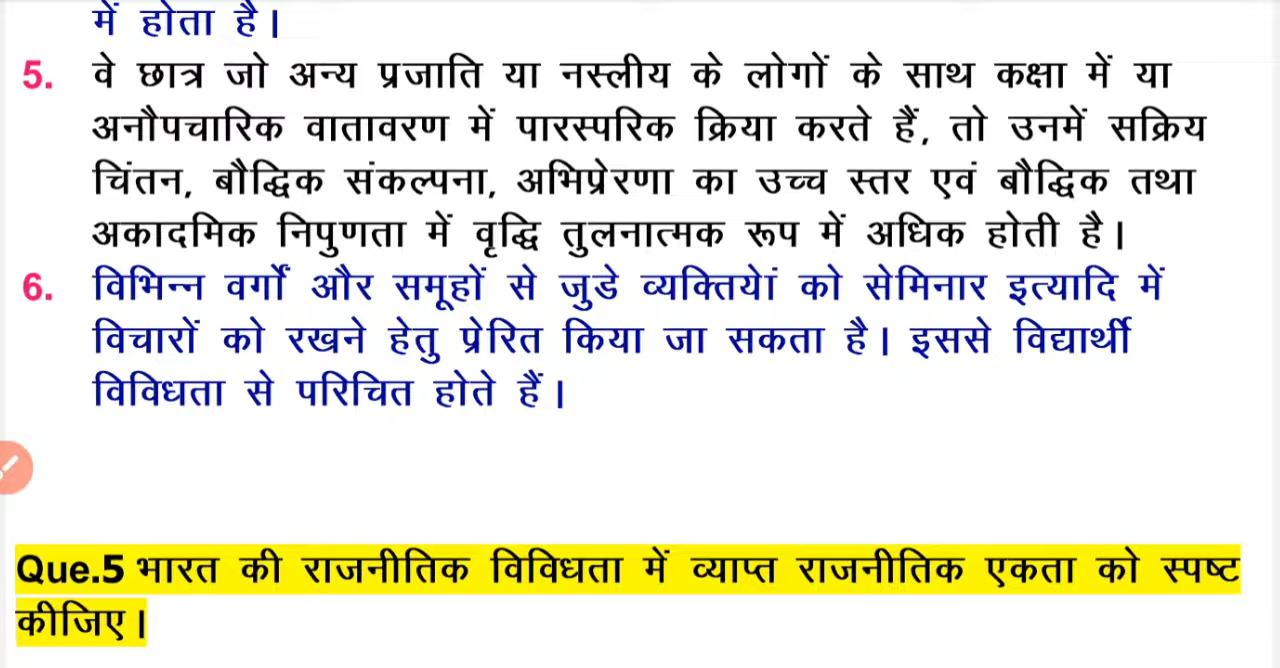 में होता है।
5. वे छात्र जो अन्य प्रजाति या नस्लीय के लोगों के साथ कक्षा में या
अनौपचारिक वातावरण में पारस्परिक क्रिया करते हैं, तो उनमें सक्रिय
चिंतन, बौद्धिक संकल्पना, अभिप्रेरणा का उच्च स्तर एवं बौद्धिक तथा
अकादमिक निपुणता में वृद्धि तुलनात्मक रूप में अधिक होती है।
6. विभिन्न वर्गों और समूहों से जुडे व्यक्तियेां को सेमिनार इत्यादि में
विचारों को रखने हेतु प्रेरित किया जा सकता है। इससे विद्यार्थी
विविधता से परिचित होते हैं।
Que.5 भारत की राजनीतिक विविधता में व्याप्त राजनीतिक एकता को स्पष्ट
कीजिए।